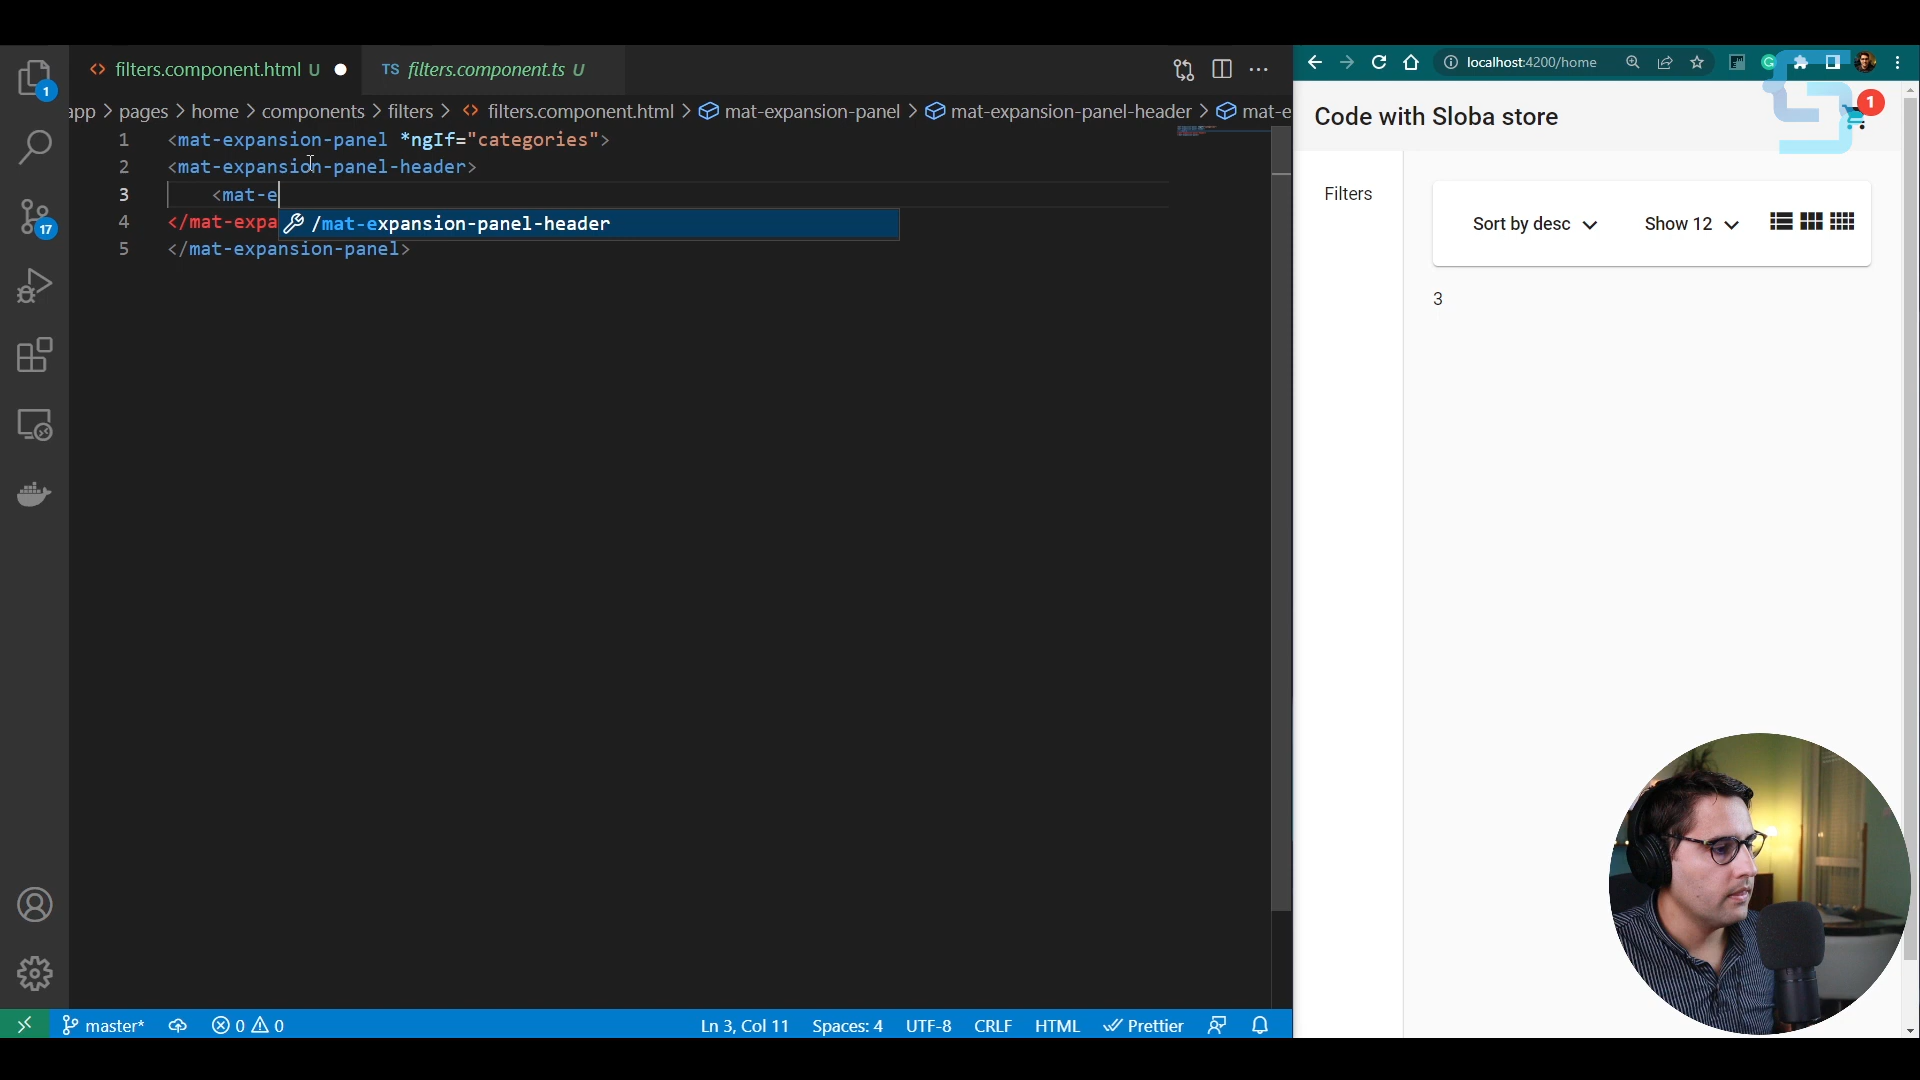 1
<> filters.component.html U ●
TS filters.component.ts U
app > pages > home > components > filters > <> filters.component.html > mat-expansion-panel > mat-expansion-panel-header > mat-e
1 <mat-expansion-panel *ngIf="categories">
2 <mat-expansion-panel-header>
3 <mat-e
4 </mat-expa
/mat-expansion-panel-header
5 </mat-expansion-panel>
17
master*
0 0
Ln 3, Col 11
Spaces: 4
UTF-8
CRLF
HTML
Prettier
localhost:4200/home
Code with Sloba store
1
Filters
Sort by desc
Show 12
3